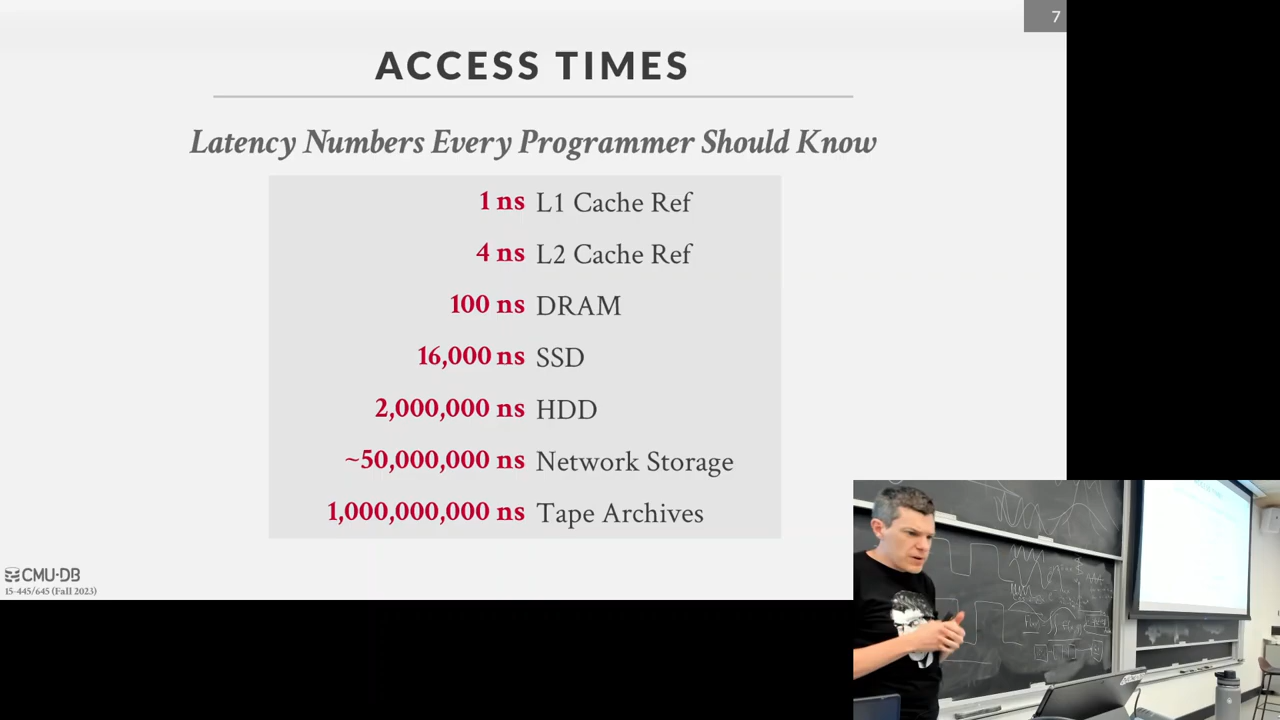 7
ACCESS TIMES
Latency Numbers Every Programmer Should Know
1 ns L1 Cache Ref
4 ns L2 Cache Ref
100 ns DRAM
16,000 ns SSD
2,000,000 ns HDD
~50,000,000 ns Network Storage
1,000,000,000 ns Tape Archives
CMU·DB
15-445/645 (Fall 2023)